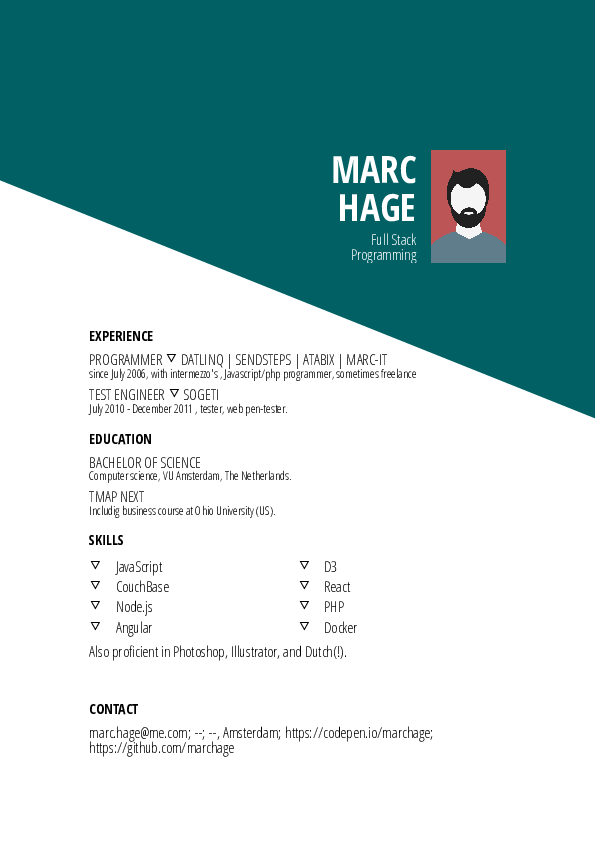 MARC
HAGE
Full Stack
Programming
EXPERIENCE
PROGRAMMER ▽ DATLINQ | SENDSTEPS | ATABIX | MARC-IT
since July 2006, with intermezzo's , Javascript/php programmer, sometimes freelance
TEST ENGINEER ▽ SOGETI
July 2010 - December 2011 , tester, web pen-tester.
EDUCATION
BACHELOR OF SCIENCE
Computer science, VU Amsterdam, The Netherlands.
TMAP NEXT
Includig business course at Ohio University (US).
SKILLS
▽ JavaScript
▽ CouchBase
▽ Node.js
▽ Angular
▽ D3
▽ React
▽ PHP
▽ Docker
Also proficient in Photoshop, Illustrator, and Dutch(!).
CONTACT
marc.hage@me.com; --; --, Amsterdam; https://codepen.io/marchage;
https://github.com/marchage